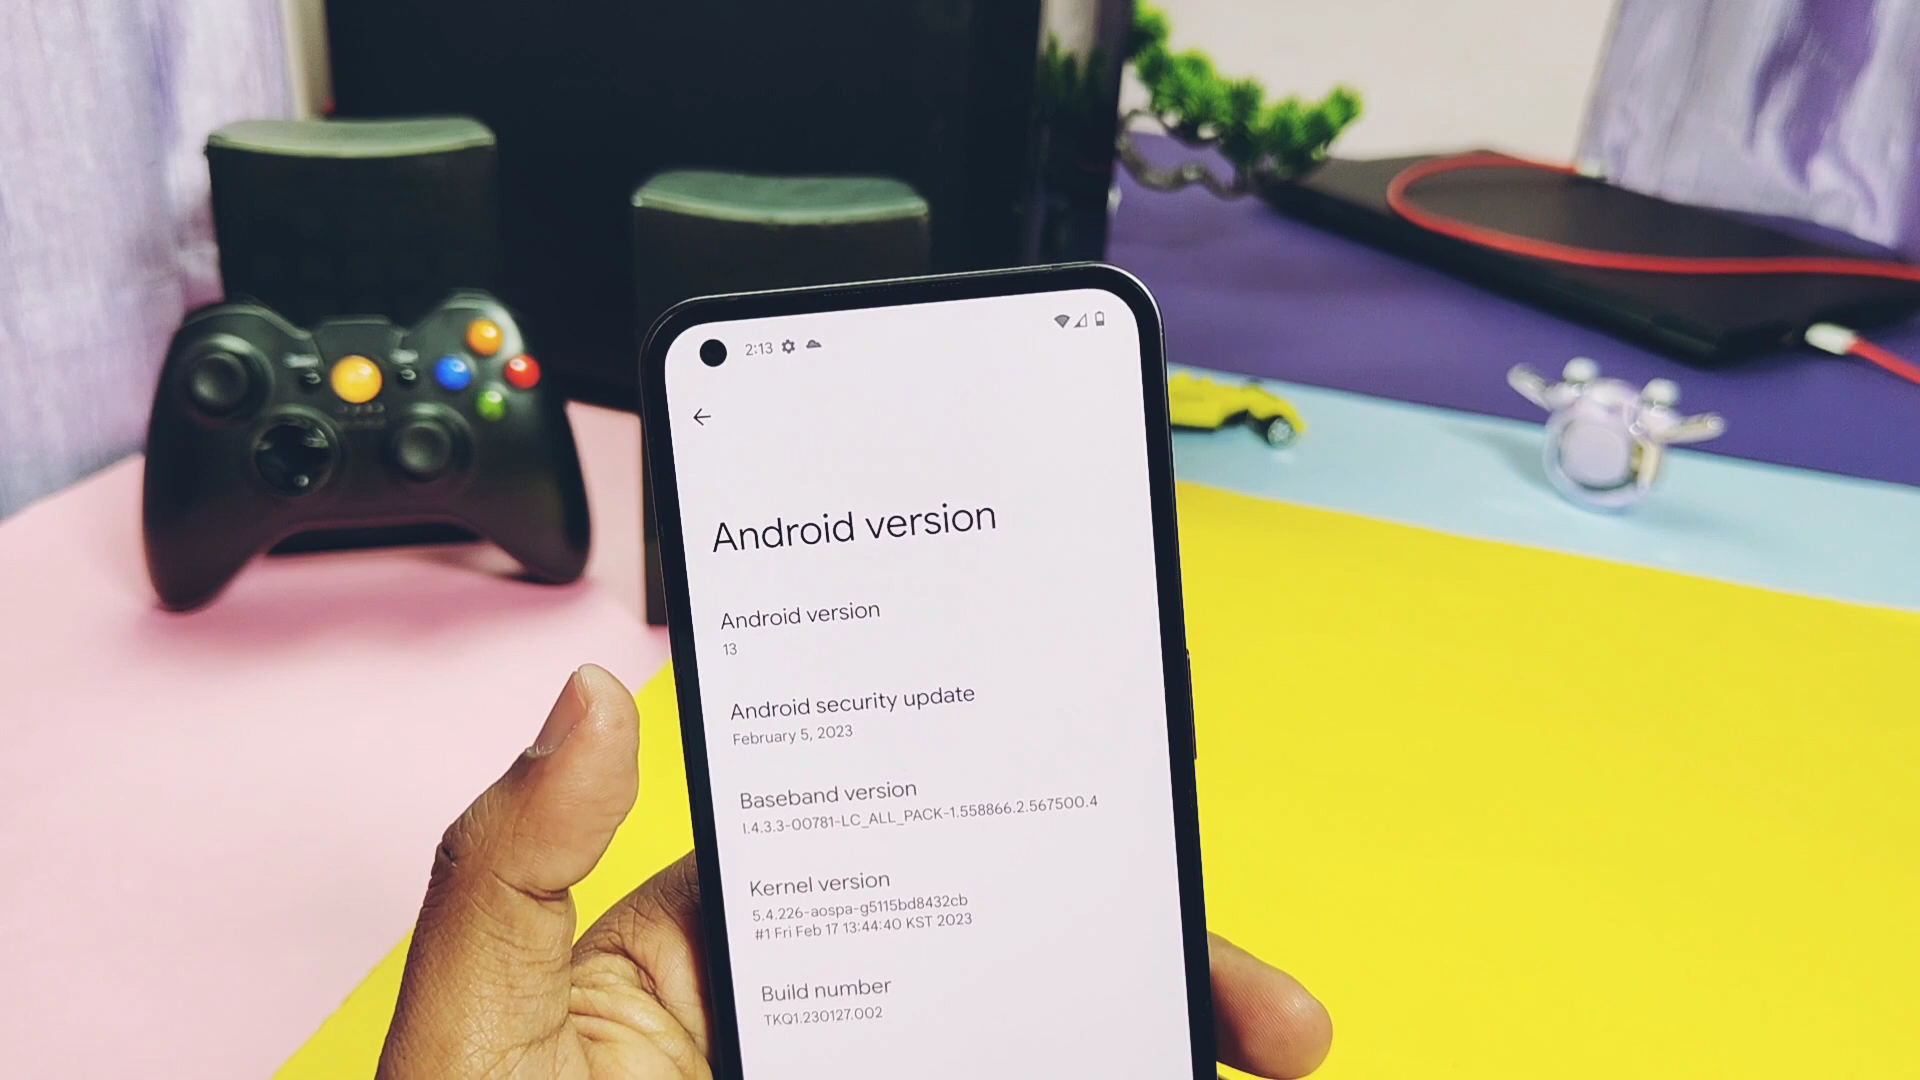 2:13
Android version
Android version
13
Android security update
February 5, 2023
Baseband version
I.4.3.3-00781-LC_ALL_PACK-1.558866.2.567500.4
Kernel version
5.4.226-aospa-g5115bd8432cb
#1 Fri Feb 17 13:44:40 KST 2023
Build number
TKQ1.230127.002